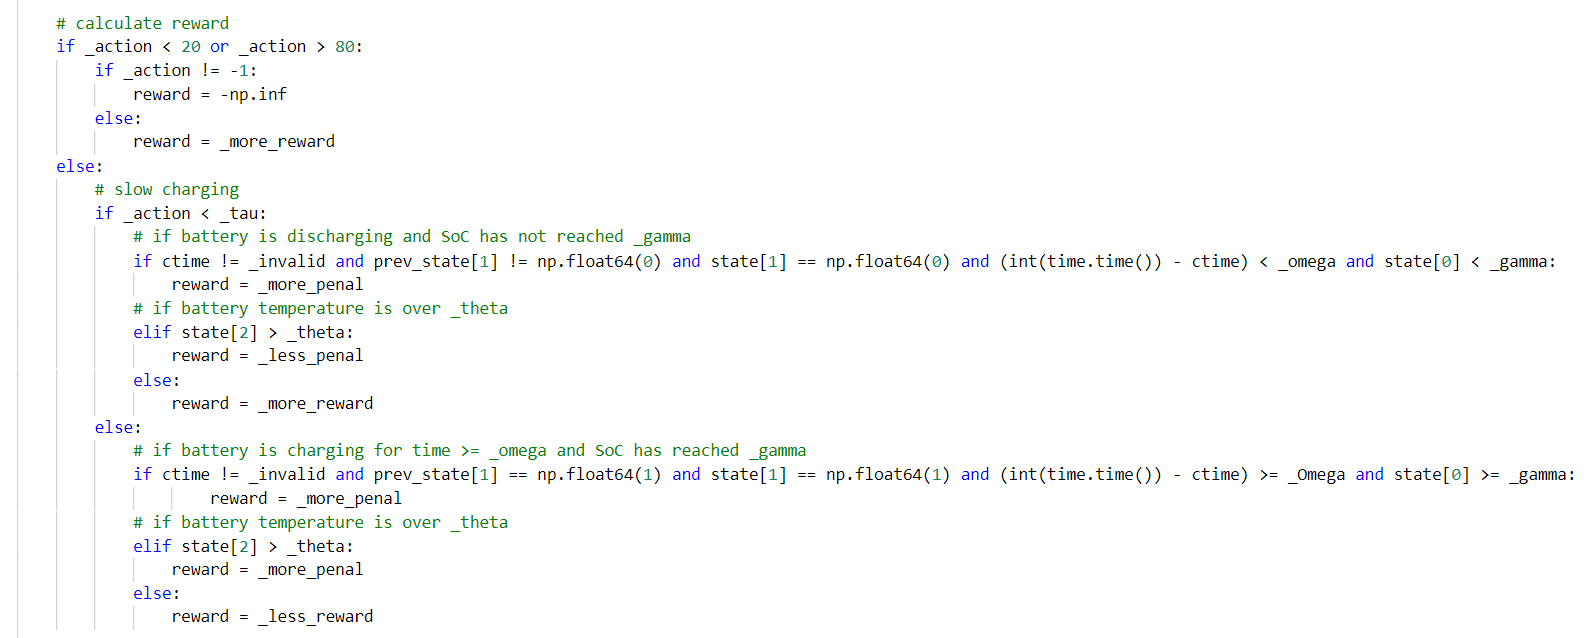 # calculate reward
if _action < 20 or _action > 80:
    if _action != -1:
        reward = -np.inf
    else:
        reward = _more_reward
else:
    # slow charging
    if _action < _tau:
        # if battery is discharging and SoC has not reached _gamma
        if ctime != _invalid and prev_state[1] != np.float64(0) and state[1] == np.float64(0) and (int(time.time()) - ctime) < _omega and state[0] < _gamma:
            reward = _more_penal
        # if battery temperature is over _theta
        elif state[2] > _theta:
            reward = _less_penal
        else:
            reward = _more_reward
    else:
        # if battery is charging for time >= _omega and SoC has reached _gamma
        if ctime != _invalid and prev_state[1] == np.float64(1) and state[1] == np.float64(1) and (int(time.time()) - ctime) >= _Omega and state[0] >= _gamma:
                reward = _more_penal
        # if battery temperature is over _theta
        elif state[2] > _theta:
            reward = _more_penal
        else:
            reward = _less_reward